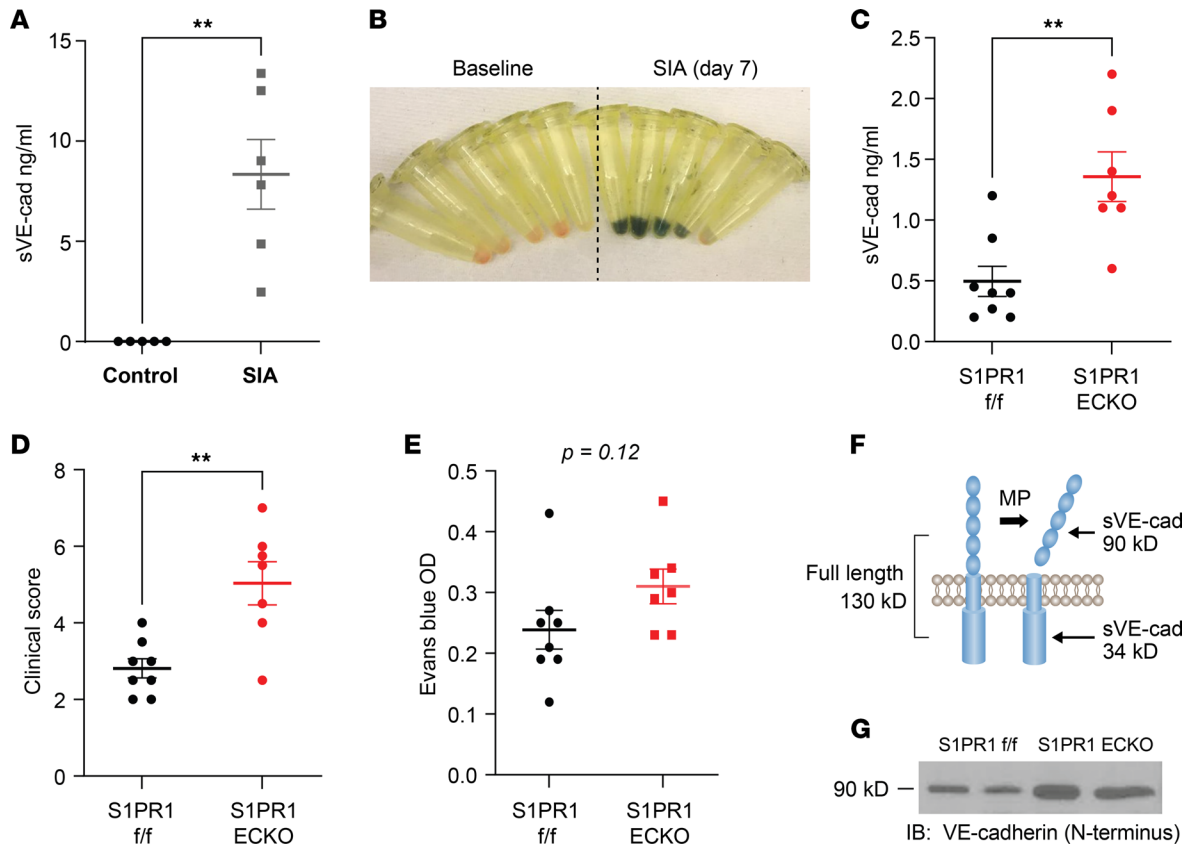 A
**
15
10
5
0
sVE-cad ng/ml
Control
SIA
B
Baseline
SIA (day 7)
C
**
2.5
2.0
1.5
1.0
0.5
0.0
sVE-cad ng/ml
S1PR1
f/f
S1PR1
ECKO
D
**
8
6
4
2
0
Clinical score
S1PR1
f/f
S1PR1
ECKO
E
p = 0.12
0.5
0.4
0.3
0.2
0.1
0.0
Evans blue OD
S1PR1
f/f
S1PR1
ECKO
F
MP
sVE-cad
90 kD
Full length
130 kD
sVE-cad
34 kD
G
S1PR1 f/f S1PR1 ECKO
90 kD
IB: VE-cadherin (N-terminus)